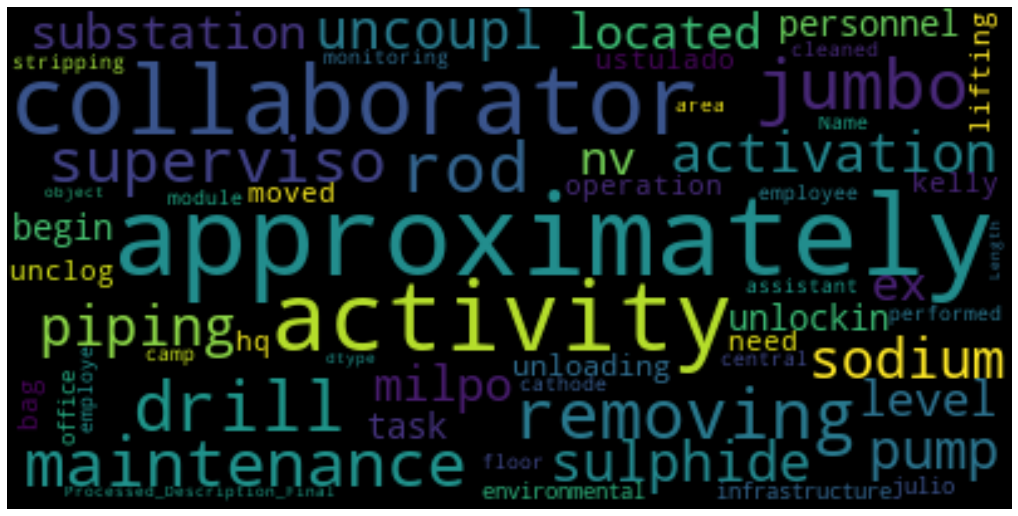 substation uncoupl located personnel lifting
stripping monitoring ustulado cleaned
collaborator area jumbo Name
superviso rod nv activation
object module moved operation employee kelly
begin approximately Length
unclog assistant ex
piping hq activity unlockin performed
camp dtype need sodium
bag office employe drill milpo unloading cathode central
task removing level
maintenance floor sulphide pump
Processed_Description_Final environmental infrastructure julio